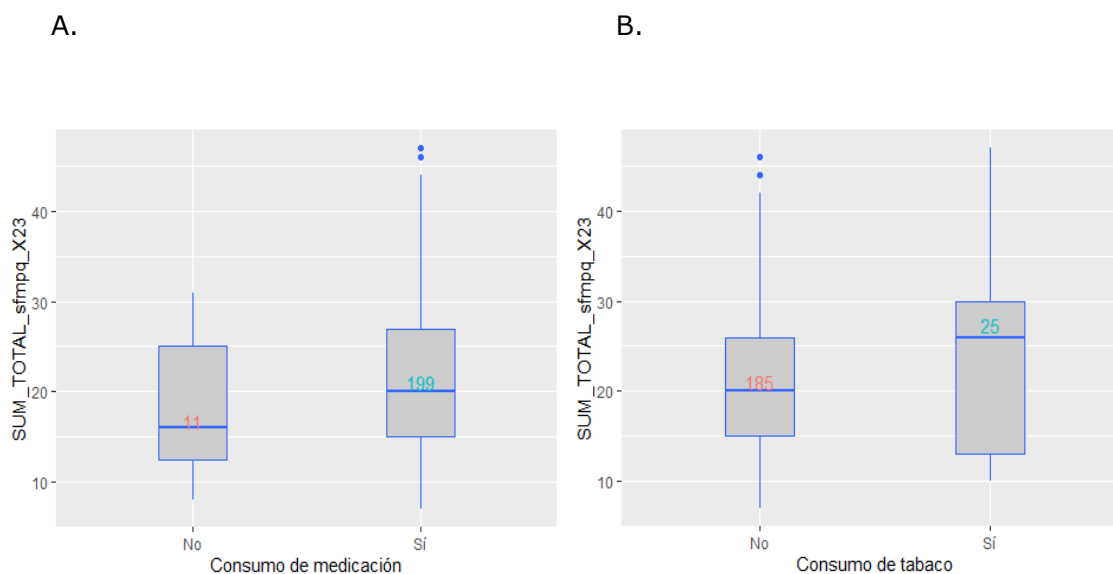 A.
B.
SUM_TOTAL_sfmpq_X23
40
30
20
10
11
199
No
Sí
Consumo de medicación
SUM_TOTAL_sfmpq_X23
40
30
20
10
185
25
No
Sí
Consumo de tabaco